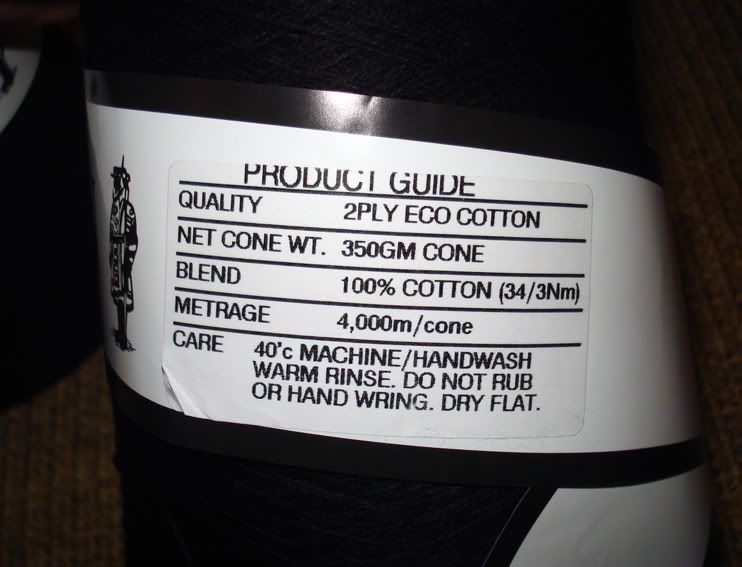 PRODUCT GUIDE
QUALITY 2PLY ECO COTTON
NET CONE WT. 350GM CONE
BLEND 100% COTTON (34/3Nm)
METRAGE 4,000m/cone
CARE 40°c MACHINE/HANDWASH
WARM RINSE. DO NOT RUB
OR HAND WRING. DRY FLAT.